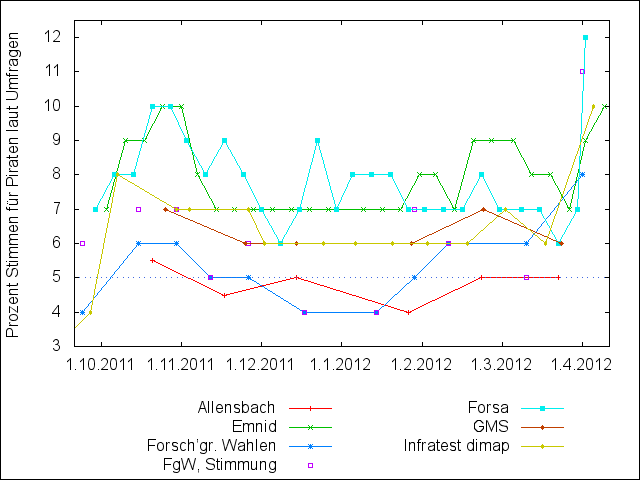 Prozent Stimmen für Piraten laut Umfragen
12
11
10
9
8
7
6
5
4
3
1.10.2011 1.11.2011 1.12.2011 1.1.2012 1.2.2012 1.3.2012 1.4.2012
Allensbach Forsa
Emnid GMS
Forsch'gr. Wahlen Infratest dimap
FgW, Stimmung